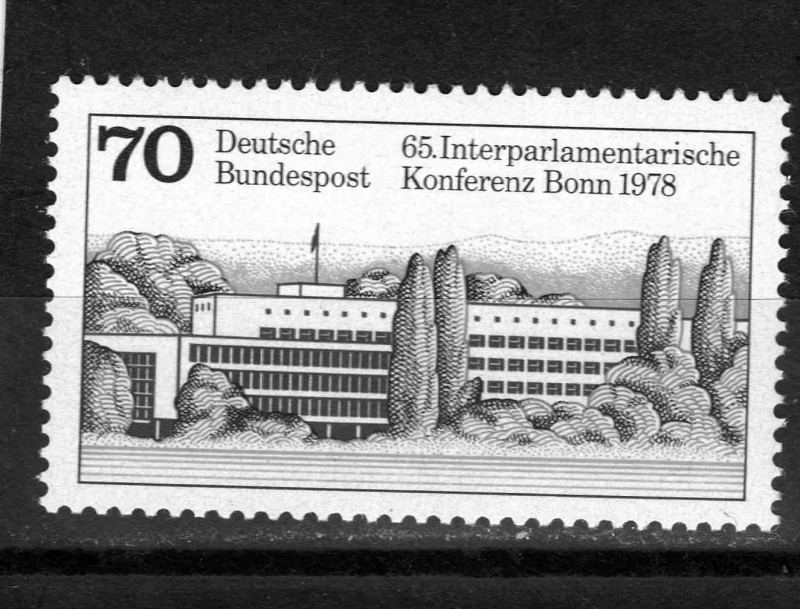 70
Deutsche
Bundespost
65.Interparlamentarische
Konferenz Bonn 1978